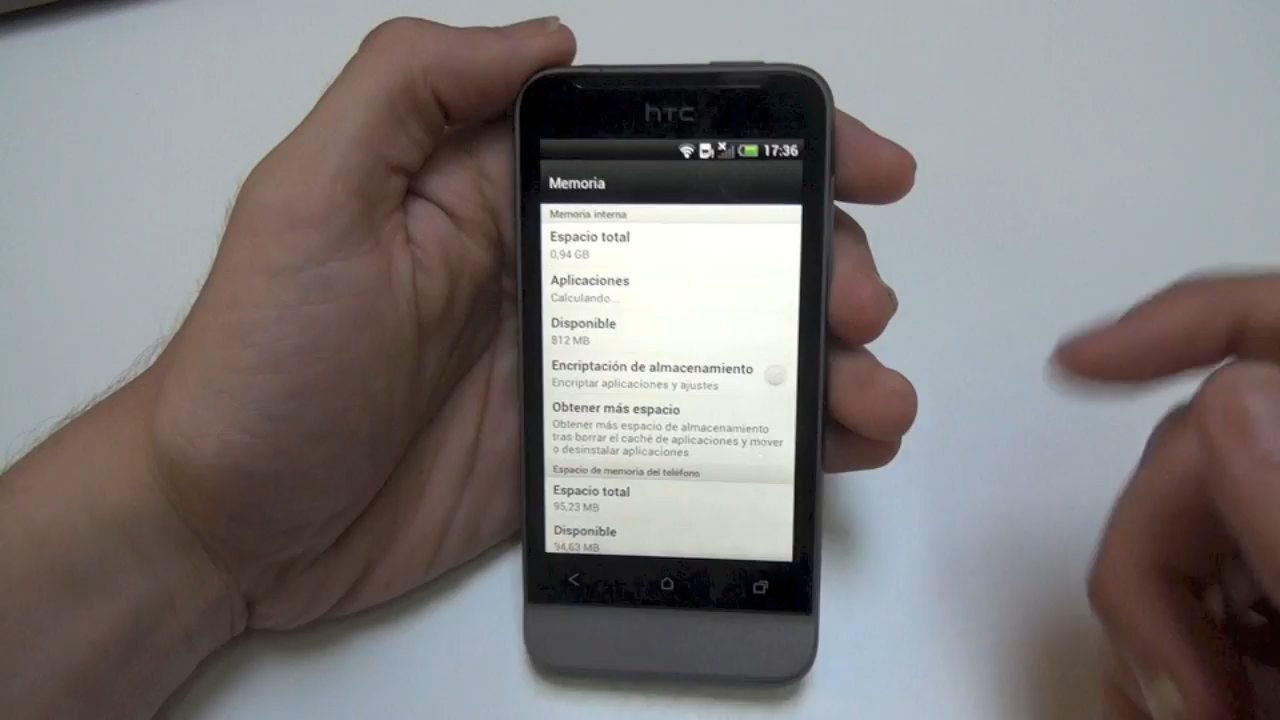 hTC
17:36
Memoria
Memoria interna
Espacio total
0,94 GB
Aplicaciones
Calculando...
Disponible
812 MB
Encriptación de almacenamiento
Encriptar aplicaciones y ajustes
Obtener más espacio
Obtener más espacio de almacenamiento
tras borrar el caché de aplicaciones y mover
o desinstalar aplicaciones
Espacio de memoria del teléfono
Espacio total
95,23 MB
Disponible
94,63 MB